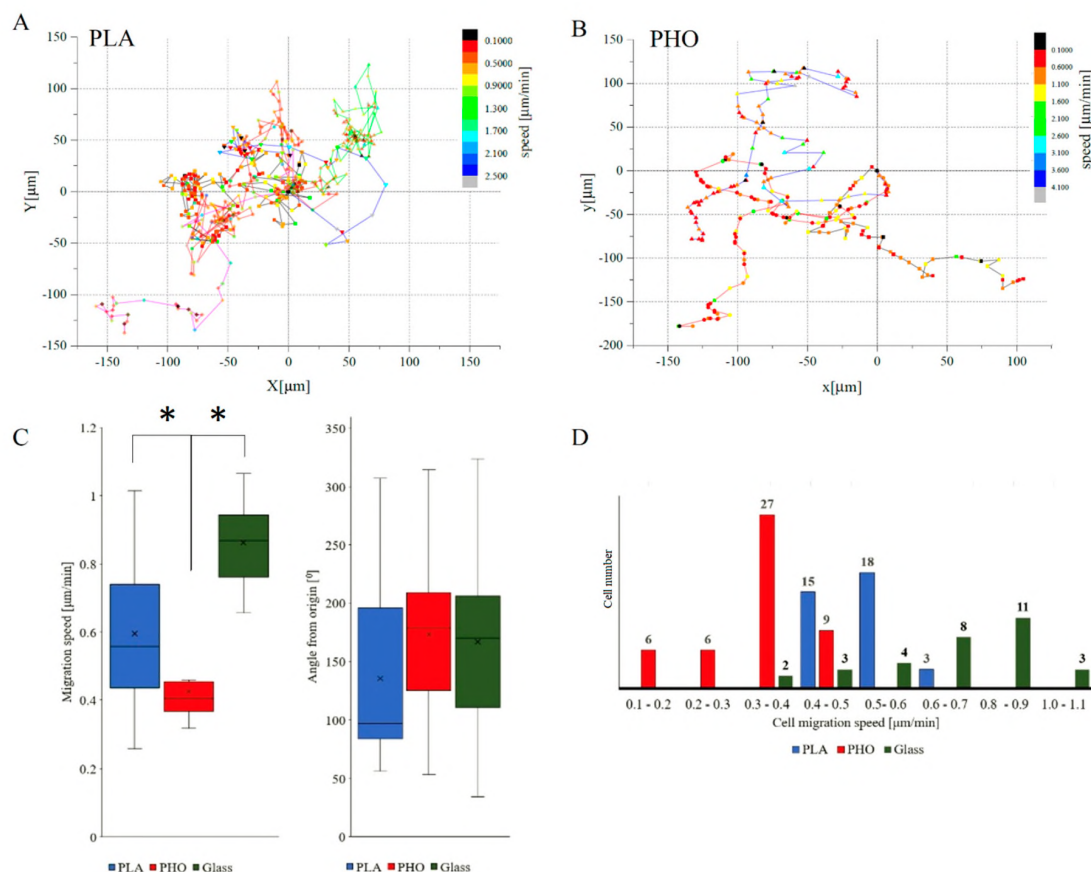 A
PLA
150
100
50
0
-50
-100
-150
Y[μm]
-150 -100 -50 0 50 100 150
X[μm]
0.1000
0.5000
0.9000
1.300
1.700
2.100
2.500
speed [μm/min]
B
PHO
150
100
50
0
-50
-100
-150
-200
y[μm]
-150 -100 -50 0 50 100
x[μm]
0.1000
0.6000
1.100
1.600
2.100
2.600
3.100
3.600
4.100
speed [μm/min]
C
* *
1.2
1
0.8
0.6
0.4
0.2
0
Migration speed [μm/min]
PLA PHO Glass
350
300
250
200
150
100
50
0
Angle from origin [⁰]
PLA PHO Glass
D
Cell number
6 6 27 2 15 9 3 18 4 3 8 11 3
0.1 - 0.2 0.2 - 0.3 0.3 - 0.4 0.4 - 0.5 0.5- 0.6 0.6 - 0.7 0.8 - 0.9 1.0 - 1.1
Cell migration speed [μm/min]
PLA PHO Glass